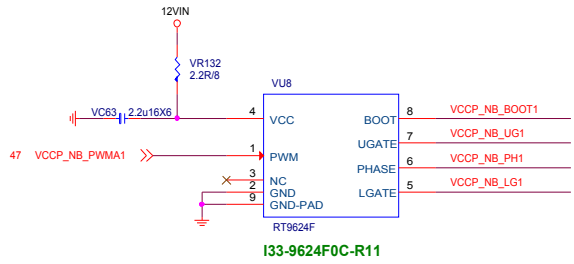 12VIN
VR132
2.2R/8
VU8
VC63 2.2u16X6
4 VCC BOOT 8 VCCP_NB_BOOT1
UGATE 7 VCCP_NB_UG1
47 VCCP_NB_PWMA1 1 PWM
PHASE 6 VCCP_NB_PH1
3 NC
2 GND LGATE 5 VCCP_NB_LG1
9 GND-PAD
RT9624F
I33-9624F0C-R11